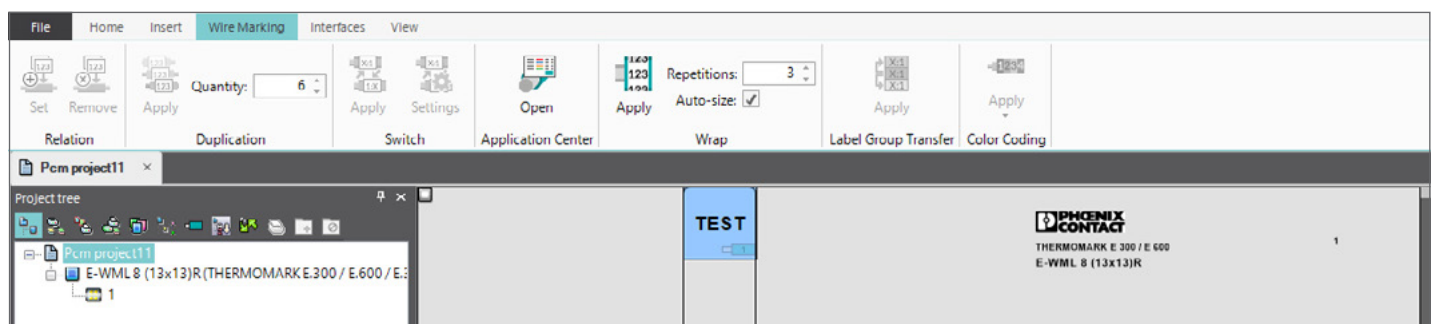 File Home Insert Wire Marking Interfaces View
Quantity: 6
Repetitions: 3
Auto-size:
Set Remove Apply Apply Settings Open Apply Apply Apply
Relation Duplication Switch Application Center Wrap Label Group Transfer Color Coding
Pcm project11
Project tree
Pcm project11
E-WML 8 (13x13)R (THERMOMARK E.300 / E.600 / E.3
1
TEST
1
PHŒNIX
CONTACT
THERMOMARK E 300 / E 600
E-WML 8 (13x13)R
1